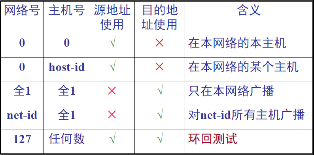 网络号 主机号 源地址使用 目的地址使用 含义
0 0 √ × 在本网络的本主机
0 host-id √ × 在本网络的某个主机
全1 全1 × √ 只在本网络广播
net-id 全1 × √ 对net-id所有主机广播
127 任何数 √ √ 环回测试